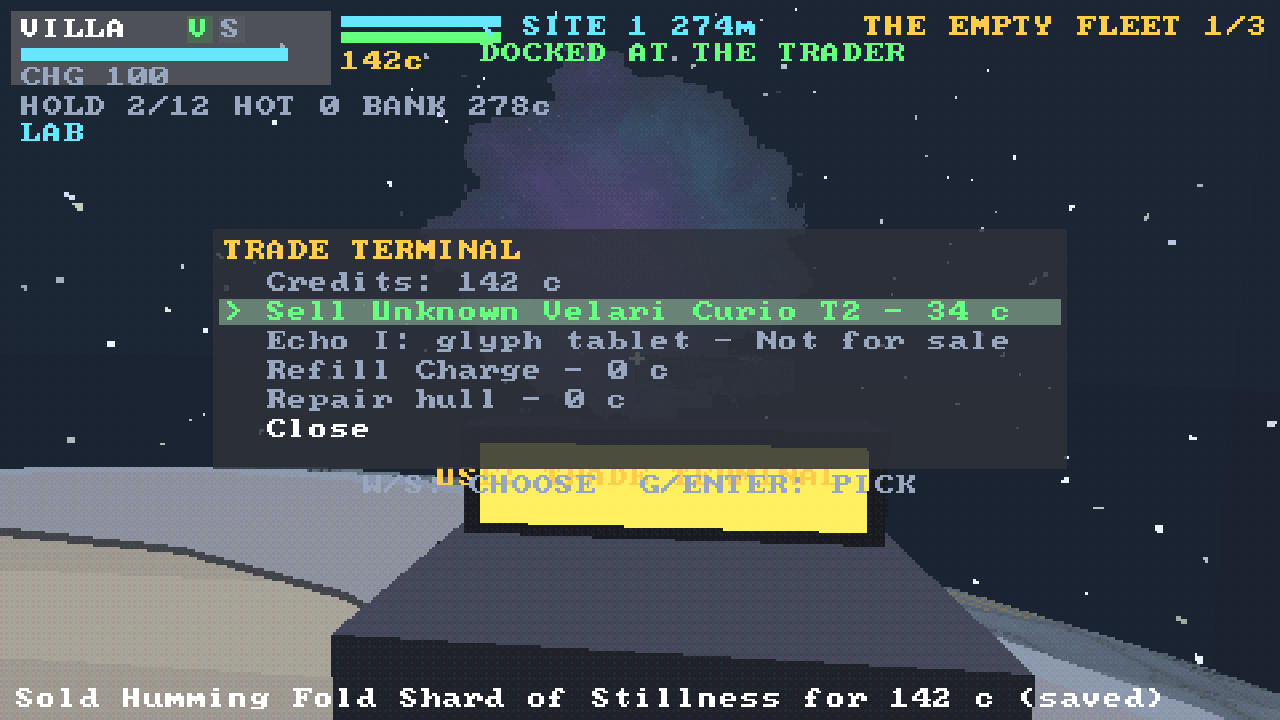 VILLA V S
SITE 1 274m
THE EMPTY FLEET 1/3
142c
DOCKED AT THE TRADER
CHG 100
HOLD 2/12 HOT 0 BANK 278c
LAB
TRADE TERMINAL
Credits: 142 c
> Sell Unknown Velari Curio T2 - 34 c
Echo I: glyph tablet - Not for sale
Refill Charge - 0 c
Repair hull - 0 c
Close
TRADE TERMINAL
W/S: CHOOSE G/ENTER: PICK
Sold Humming Fold Shard of Stillness for 142 c (saved)